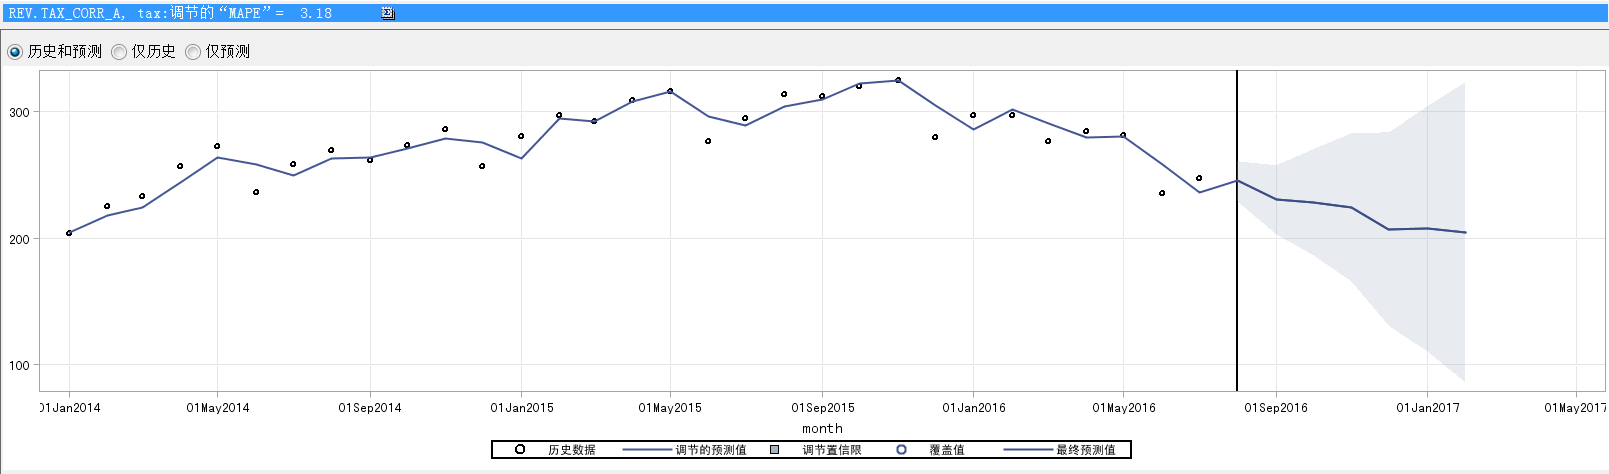 REV.TAX_CORR_A, tax:调节的“MAPE”= 3.18
历史和预测 仅历史 仅预测
300
200
100
01Jan2014 01May2014 01Sep2014 01Jan2015 01May2015 01Sep2015 01Jan2016 01May2016 01Sep2016 01Jan2017 01May2017
month
历史数据 调节的预测值 调节置信限 覆盖值 最终预测值